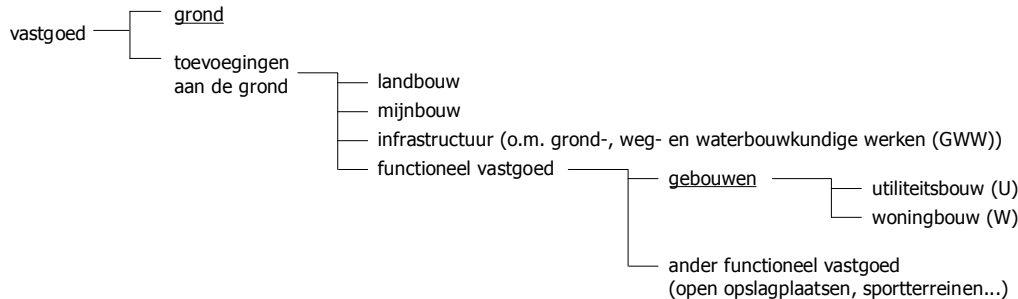 vastgoed
grond
toevoegingen
aan de grond
landbouw
mijnbouw
infrastructuur (o.m. grond-, weg- en waterbouwkundige werken (GWW))
functioneel vastgoed
gebouwen
utiliteitsbouw (U)
woningbouw (W)
ander functioneel vastgoed
(open opslagplaatsen, sportterreinen...)